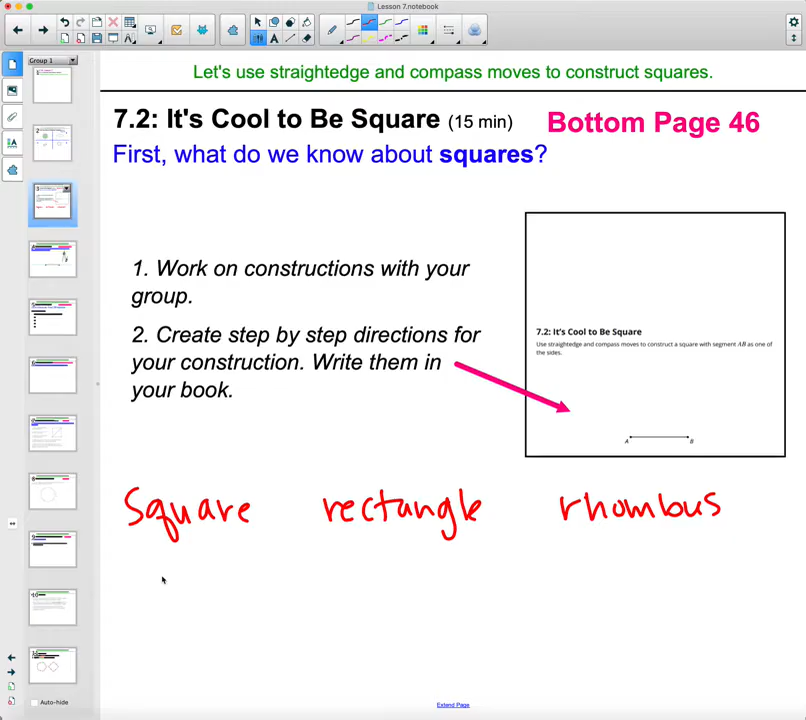 Lesson 7.notebook
Group 1
Let's use straightedge and compass moves to construct squares.
7.2: It's Cool to Be Square (15 min)
Bottom Page 46
First, what do we know about squares?
1. Work on constructions with your
group.
2. Create step by step directions for
your construction. Write them in
your book.
7.2: It's Cool to Be Square
Use straightedge and compass moves to construct a square with segment AB as one of
the sides.
A B
Square rectangle rhombus
Auto-hide
Extend Page